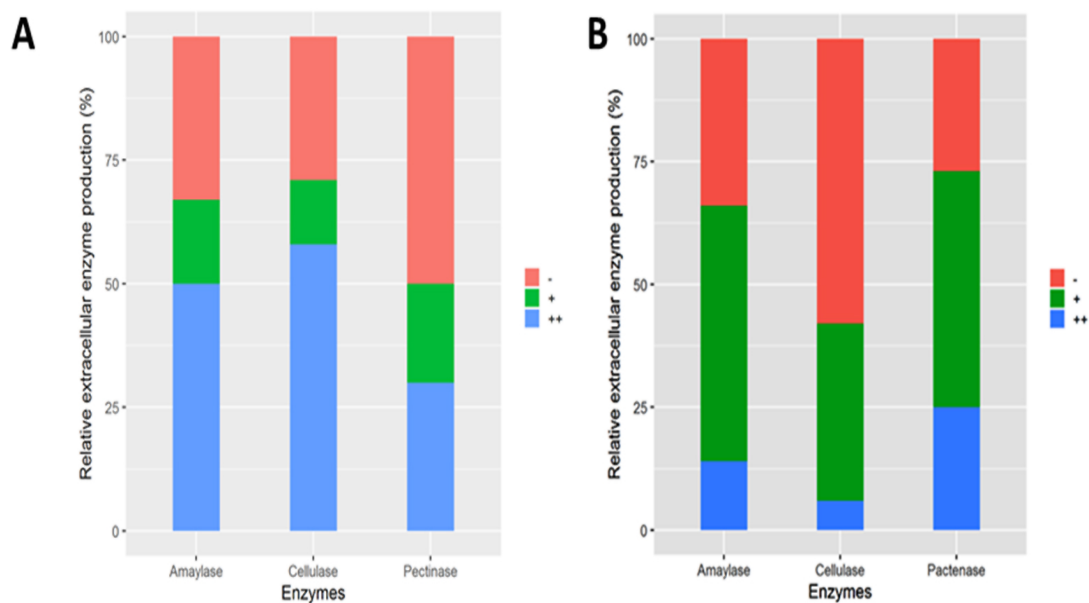 A
Relative extracellular enzyme production (%)
100
75
50
25
0
Amaylase Cellulase Pectinase
Enzymes
-
+
++
B
Relative extracellular enzyme production (%)
100
75
50
25
0
Amaylase Cellulase Pactenase
Enzymes
-
+
++